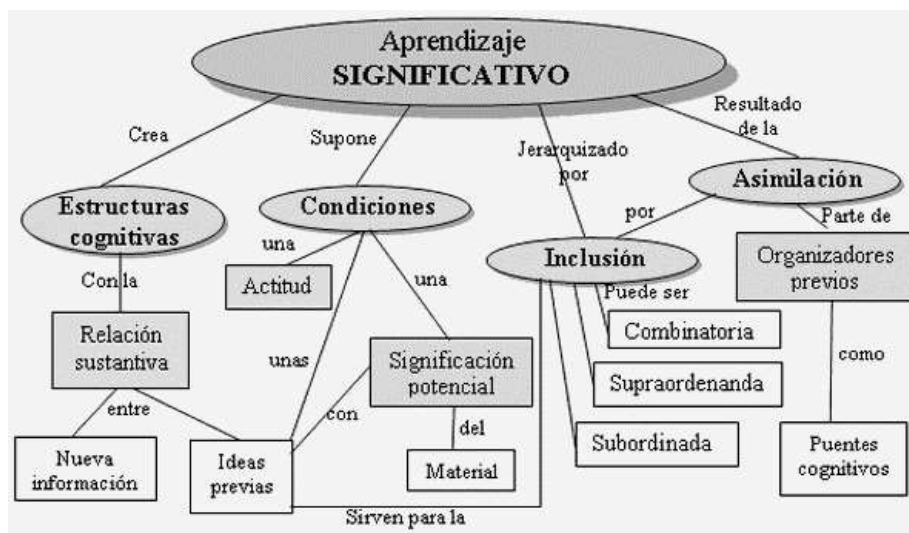 Aprendizaje
SIGNIFICATIVO
Crea
Supone
Jerarquizado
por
Resultado
de la
Estructuras
cognitivas
Condiciones
Asimilación
por
Parte de
Inclusión
Con la
una
Actitud
una
Puede ser
Organizadores
previos
Relación
sustantiva
unas
Significación
potencial
Combinatoria
Supraordenanda
como
entre
con
del
Subordinada
Nueva
información
Ideas
previas
Material
Puentes
cognitivos
Sirven para la